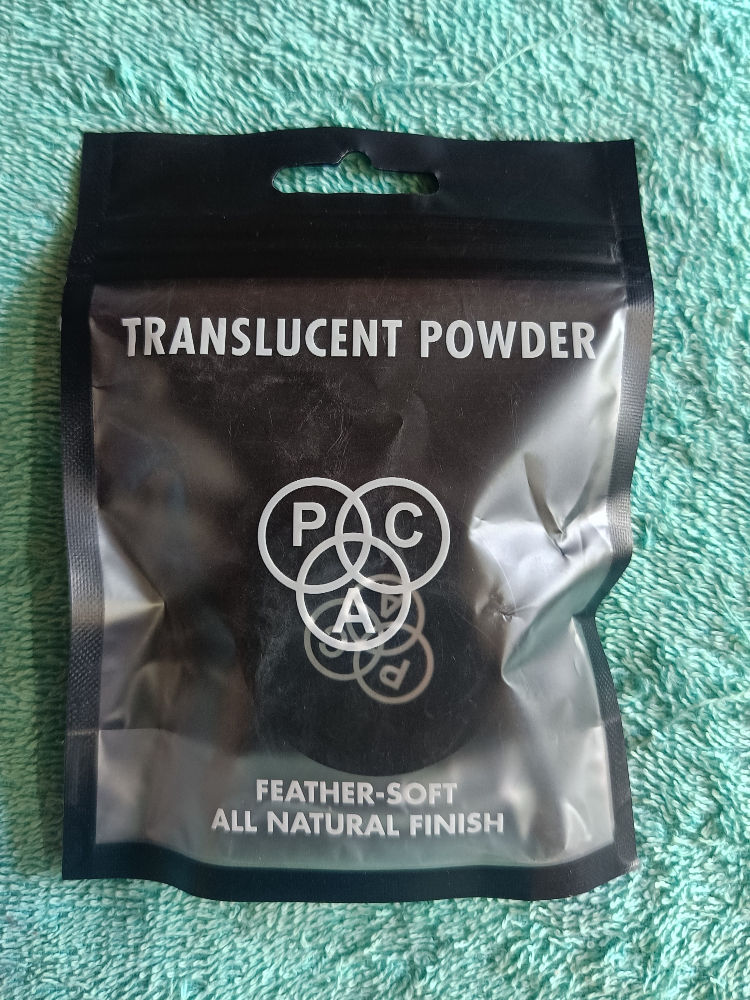 TRANSLUCENT POWDER
P C
A
A
C
P
FEATHER-SOFT
ALL NATURAL FINISH